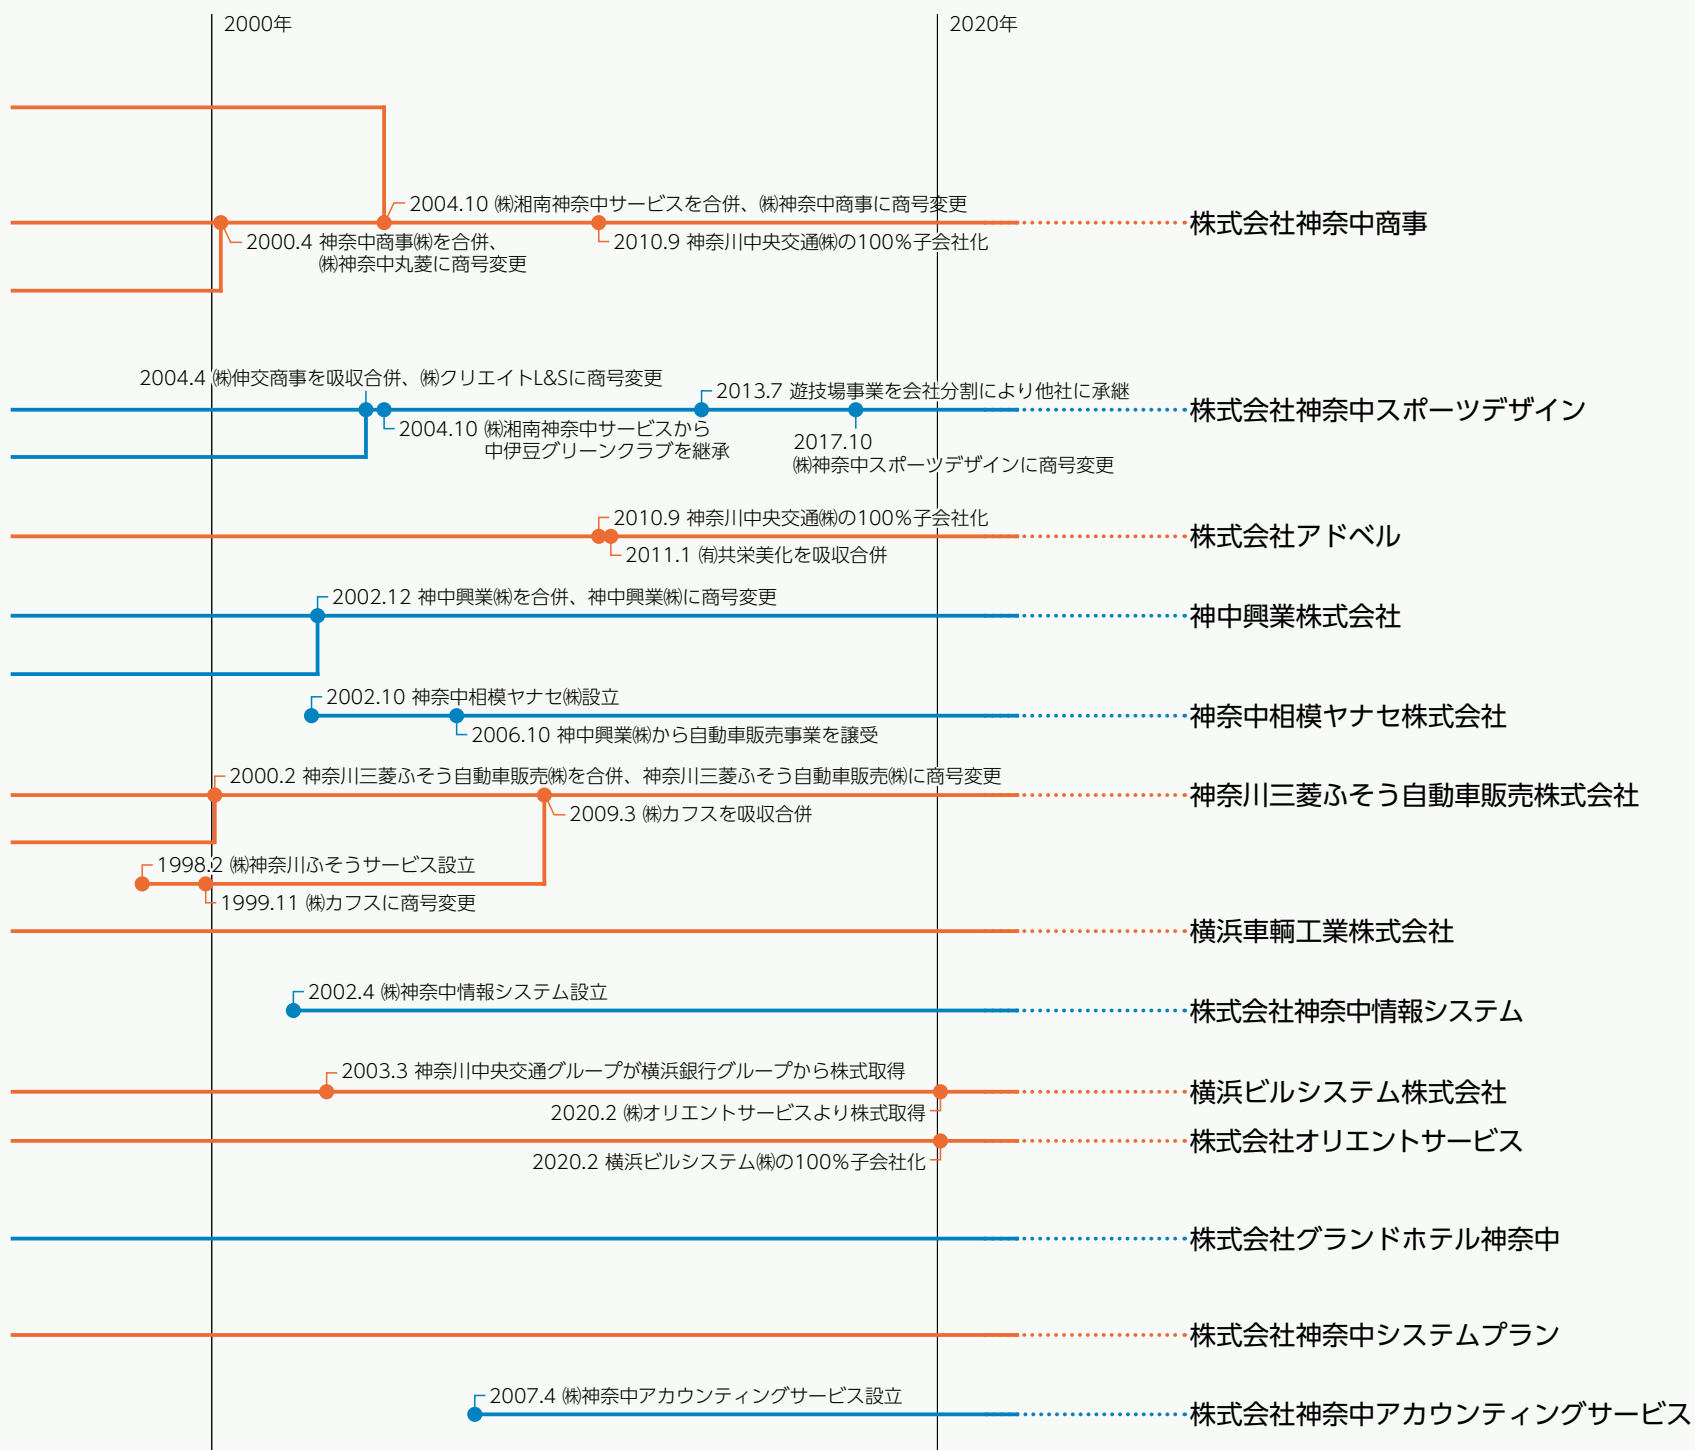 2000年
2020年
2004.10 ㈱湘南神奈中サービスを合併、㈱神奈中商事に商号変更
株式会社神奈中商事
2000.4 神奈中商事㈱を合併、
㈱神奈中丸菱に商号変更
2010.9 神奈川中央交通㈱の100%子会社化
2004.4 ㈱伸交商事を吸収合併、㈱クリエイトL&Sに商号変更
2013.7 遊技場事業を会社分割により他社に承継
株式会社神奈中スポーツデザイン
2004.10 ㈱湘南神奈中サービスから
中伊豆グリーンクラブを継承
2017.10
㈱神奈中スポーツデザインに商号変更
2010.9 神奈川中央交通㈱の100%子会社化
株式会社アドベル
2011.1 ㈲共栄美化を吸収合併
2002.12 神中興業㈱を合併、神中興業㈱に商号変更
神中興業株式会社
2002.10 神奈中相模ヤナセ㈱設立
神奈中相模ヤナセ株式会社
2006.10 神中興業㈱から自動車販売事業を譲受
2000.2 神奈川三菱ふそう自動車販売㈱を合併、神奈川三菱ふそう自動車販売㈱に商号変更
神奈川三菱ふそう自動車販売株式会社
2009.3 ㈱カフスを吸収合併
1998.2 ㈱神奈川ふそうサービス設立
1999.11 ㈱カフスに商号変更
横浜車輌工業株式会社
2002.4 ㈱神奈中情報システム設立
株式会社神奈中情報システム
2003.3 神奈川中央交通グループが横浜銀行グループから株式取得
横浜ビルシステム株式会社
2020.2 ㈱オリエントサービスより株式取得
株式会社オリエントサービス
2020.2 横浜ビルシステム㈱の100%子会社化
株式会社グランドホテル神奈中
株式会社神奈中システムプラン
2007.4 ㈱神奈中アカウンティングサービス設立
株式会社神奈中アカウンティングサービス